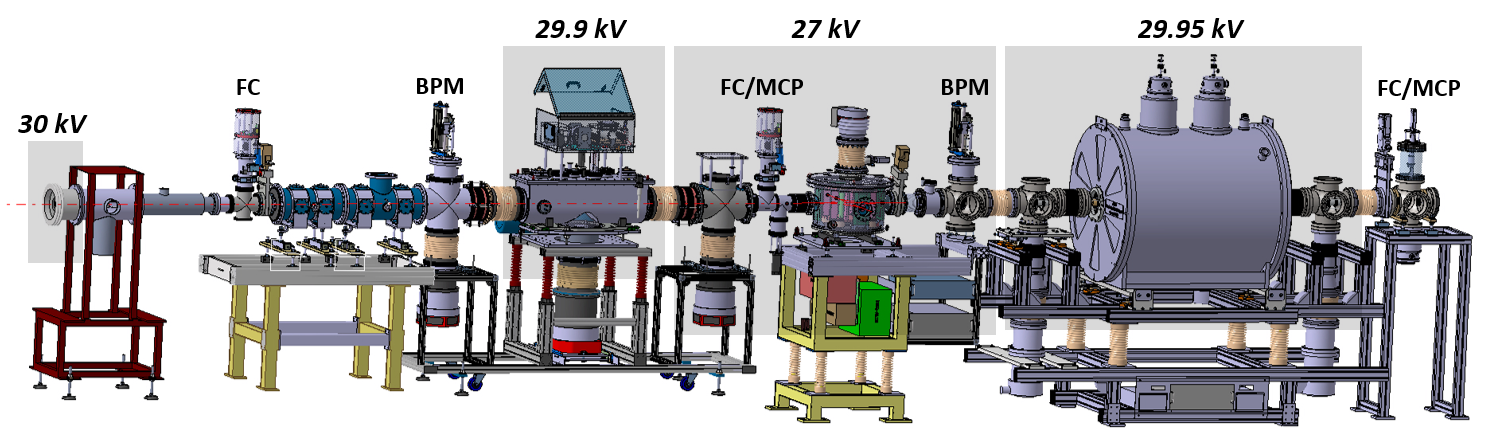 29.9 kV
27 kV
29.95 kV
FC
BPM
FC/MCP
BPM
FC/MCP
30 kV